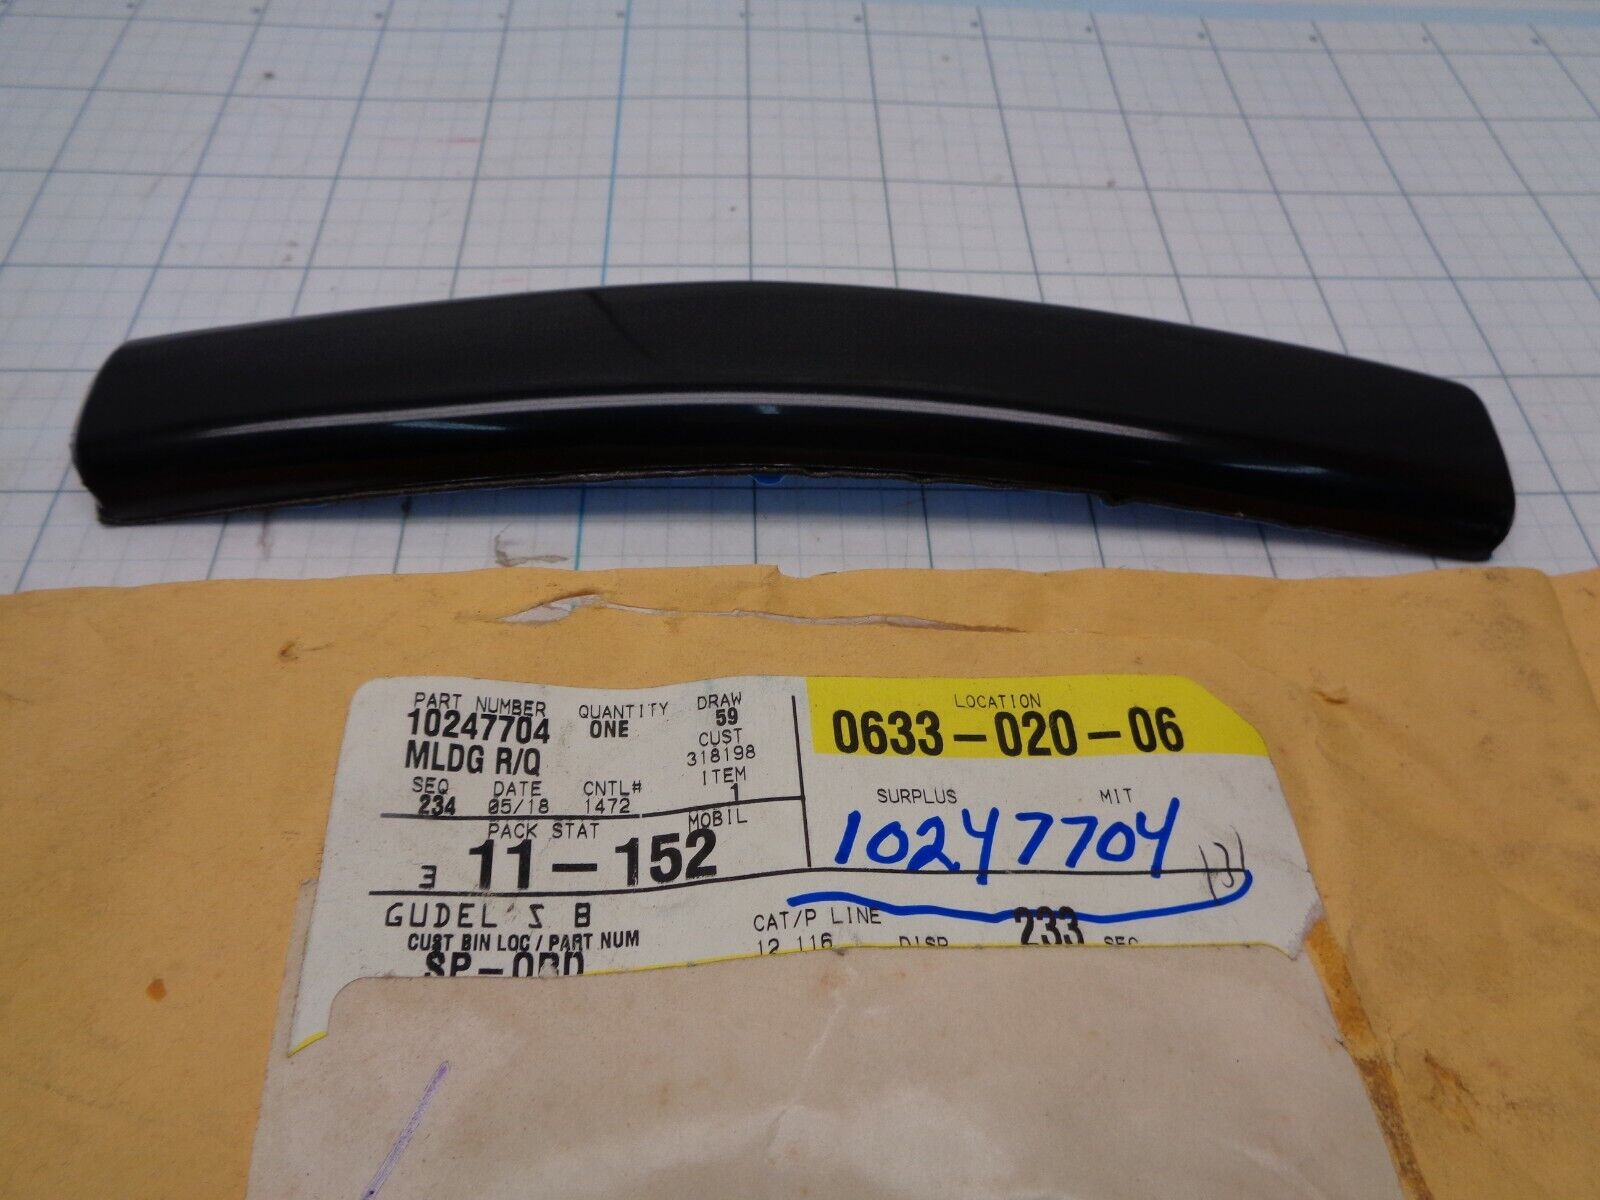 PART NUMBER QUANTITY DRAW
10247704 ONE 59
MLDG R/Q CUST
318198
SEQ DATE CNTL# ITEM
234 05/18 1472 1
PACK STAT MOBIL
3 11-152
GUDEL S B
CUST BIN LOC / PART NUM
LOCATION
0633-020-06
SURPLUS MIT
10247704
CAT/P LINE 233
12 116 DISP SEQ